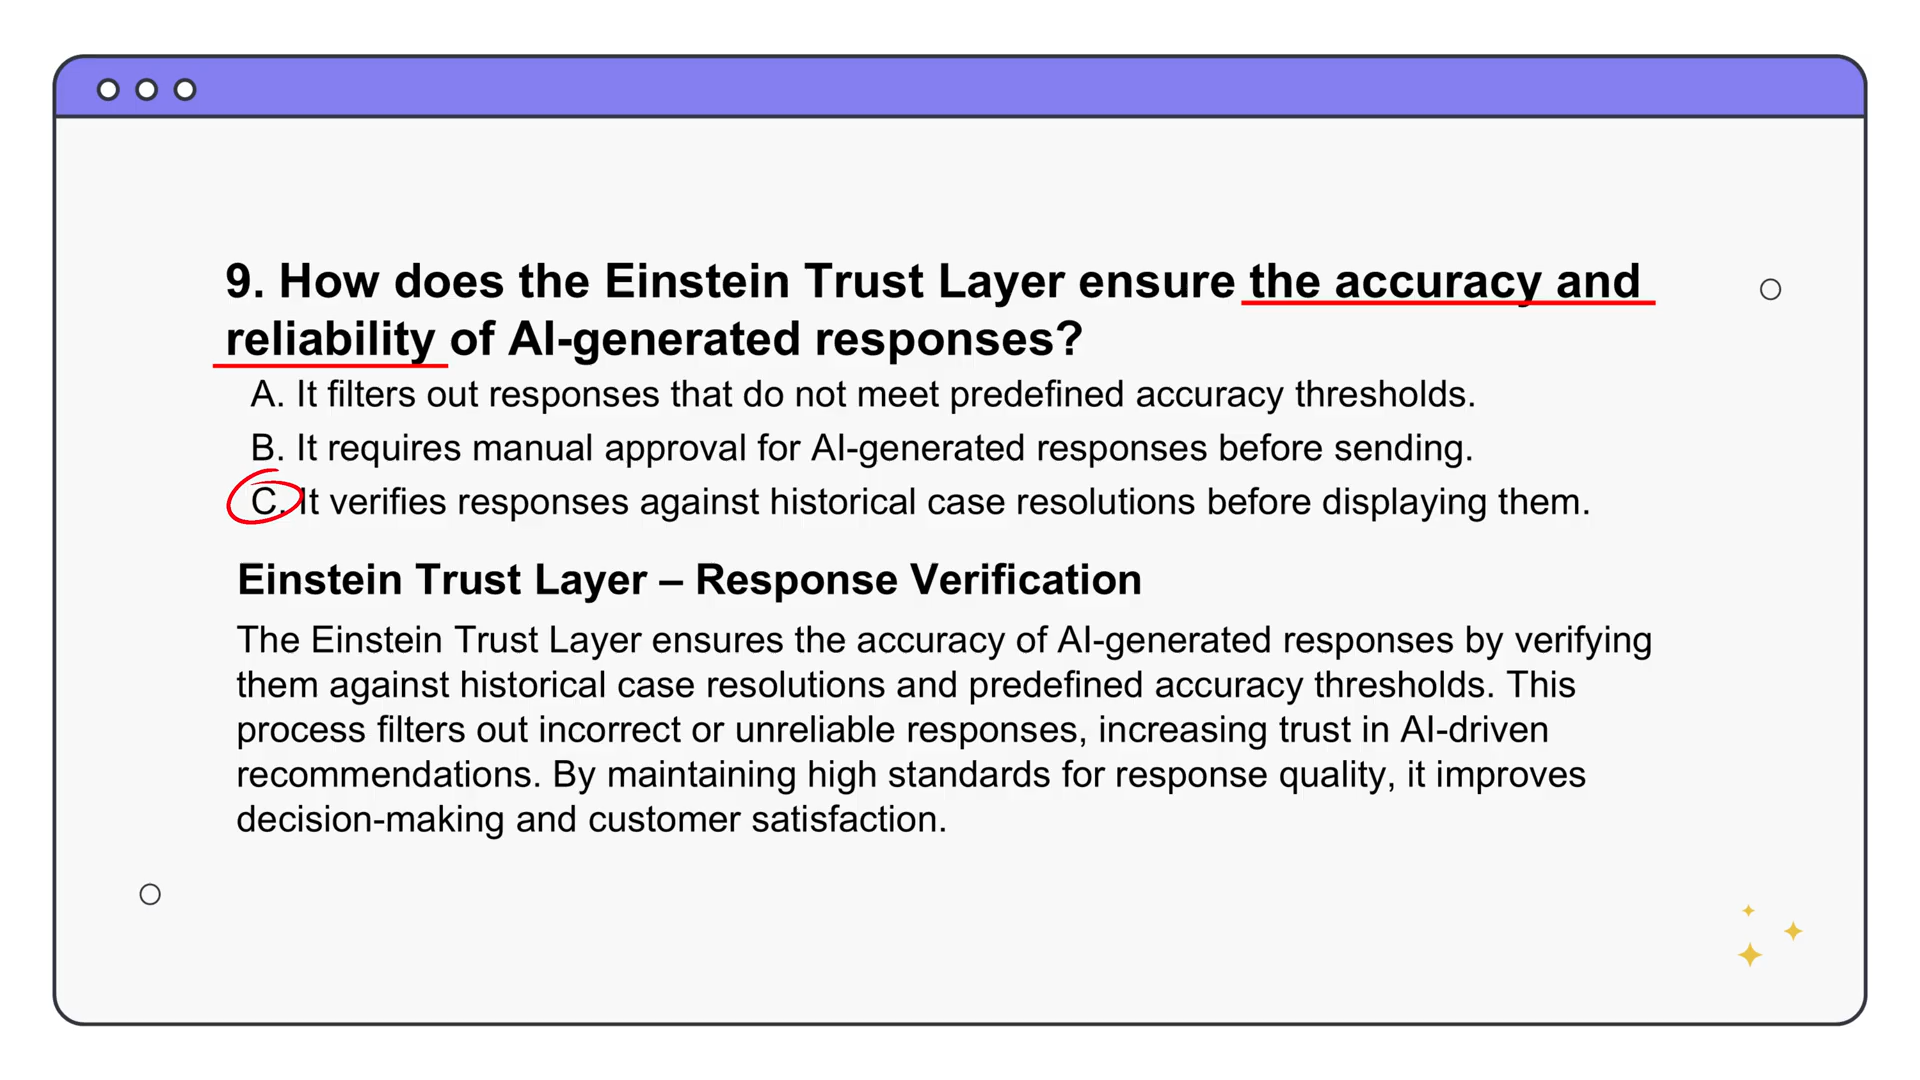 9. How does the Einstein Trust Layer ensure the accuracy and
reliability of AI-generated responses?
A. It filters out responses that do not meet predefined accuracy thresholds.
B. It requires manual approval for AI-generated responses before sending.
C. It verifies responses against historical case resolutions before displaying them.
Einstein Trust Layer – Response Verification
The Einstein Trust Layer ensures the accuracy of AI-generated responses by verifying
them against historical case resolutions and predefined accuracy thresholds. This
process filters out incorrect or unreliable responses, increasing trust in AI-driven
recommendations. By maintaining high standards for response quality, it improves
decision-making and customer satisfaction.